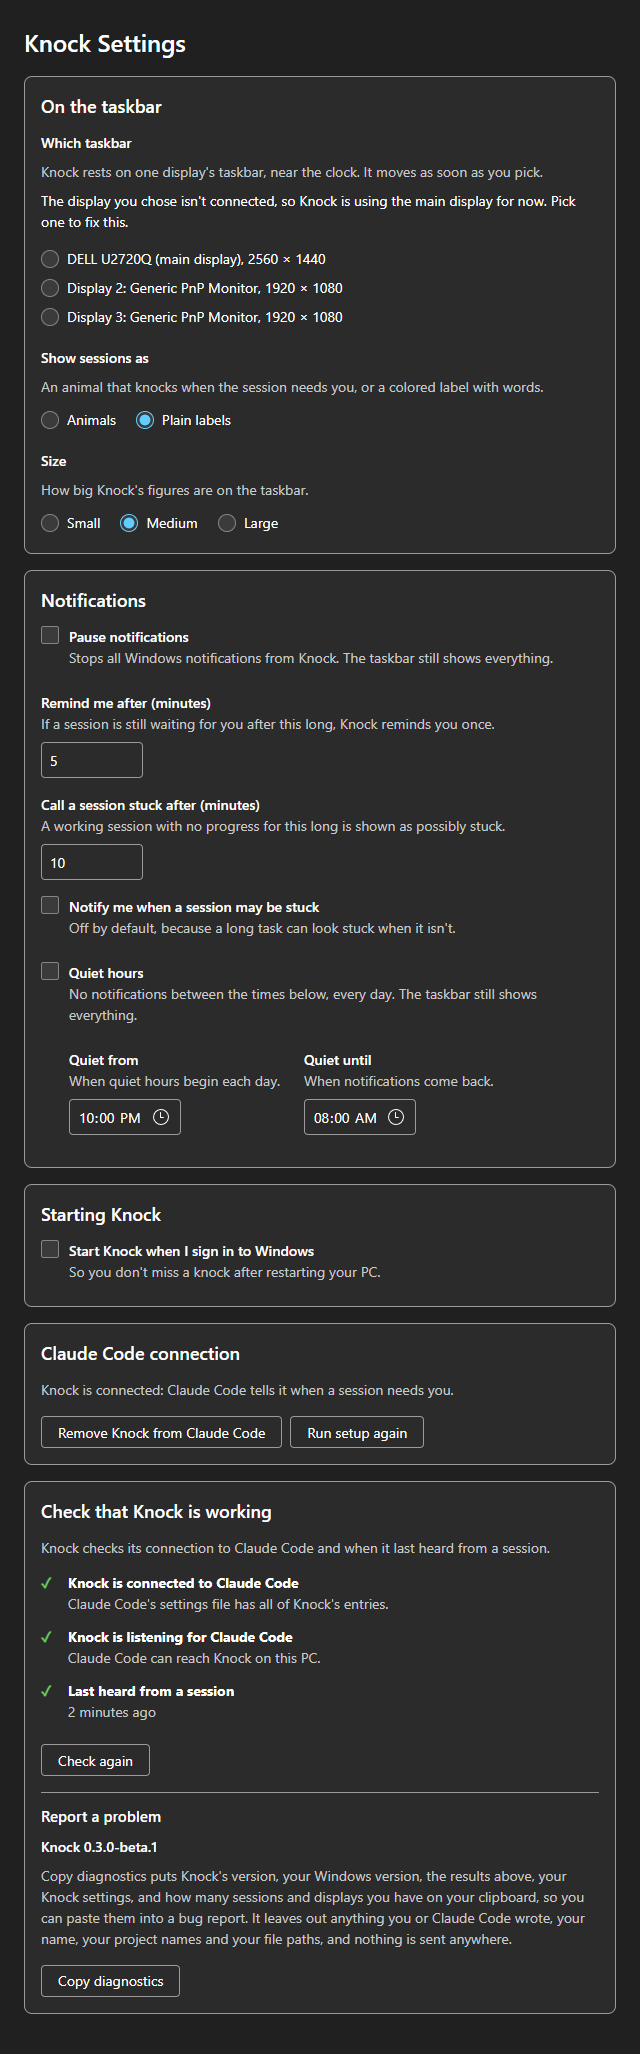 Knock Settings
On the taskbar
Which taskbar
Knock rests on one display's taskbar, near the clock. It moves as soon as you pick.
The display you chose isn't connected, so Knock is using the main display for now. Pick
one to fix this.
DELL U2720Q (main display), 2560 × 1440
Display 2: Generic PnP Monitor, 1920 × 1080
Display 3: Generic PnP Monitor, 1920 × 1080
Show sessions as
An animal that knocks when the session needs you, or a colored label with words.
Animals Plain labels
Size
How big Knock's figures are on the taskbar.
Small Medium Large
Notifications
Pause notifications
Stops all Windows notifications from Knock. The taskbar still shows everything.
Remind me after (minutes)
If a session is still waiting for you after this long, Knock reminds you once.
5
Call a session stuck after (minutes)
A working session with no progress for this long is shown as possibly stuck.
10
Notify me when a session may be stuck
Off by default, because a long task can look stuck when it isn't.
Quiet hours
No notifications between the times below, every day. The taskbar still shows
everything.
Quiet from Quiet until
When quiet hours begin each day. When notifications come back.
10:00 PM 08:00 AM
Starting Knock
Start Knock when I sign in to Windows
So you don't miss a knock after restarting your PC.
Claude Code connection
Knock is connected: Claude Code tells it when a session needs you.
Remove Knock from Claude Code Run setup again
Check that Knock is working
Knock checks its connection to Claude Code and when it last heard from a session.
Knock is connected to Claude Code
Claude Code's settings file has all of Knock's entries.
Knock is listening for Claude Code
Claude Code can reach Knock on this PC.
Last heard from a session
2 minutes ago
Check again
Report a problem
Knock 0.3.0-beta.1
Copy diagnostics puts Knock's version, your Windows version, the results above, your
Knock settings, and how many sessions and displays you have on your clipboard, so you
can paste them into a bug report. It leaves out anything you or Claude Code wrote, your
name, your project names and your file paths, and nothing is sent anywhere.
Copy diagnostics